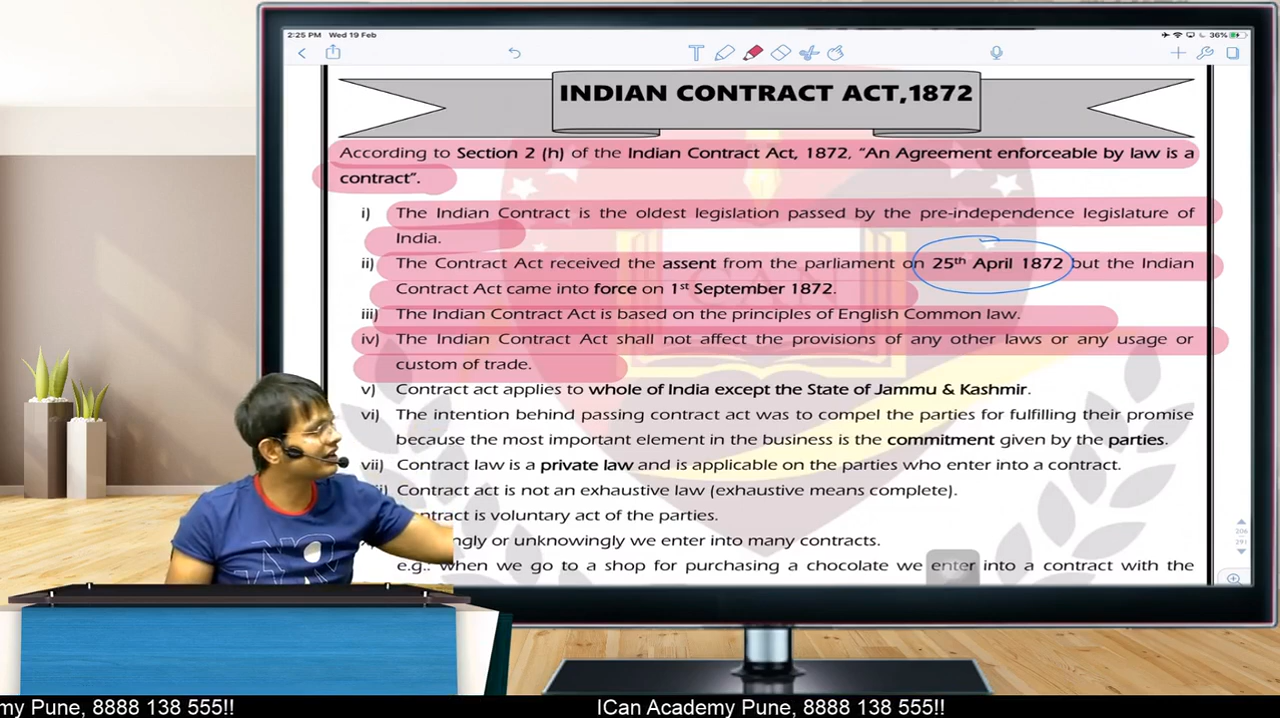 2:25 PM Wed 19 Feb
36%
T
INDIAN CONTRACT ACT,1872
According to Section 2 (h) of the Indian Contract Act, 1872, “An Agreement enforceable by law is a
contract”.
i) The Indian Contract is the oldest legislation passed by the pre-independence legislature of
India.
ii) The Contract Act received the assent from the parliament on 25th April 1872 but the Indian
Contract Act came into force on 1st September 1872.
iii) The Indian Contract Act is based on the principles of English Common law.
iv) The Indian Contract Act shall not affect the provisions of any other laws or any usage or
custom of trade.
v) Contract act applies to whole of India except the State of Jammu & Kashmir.
vi) The intention behind passing contract act was to compel the parties for fulfilling their promise
because the most important element in the business is the commitment given by the parties.
vii) Contract law is a private law and is applicable on the parties who enter into a contract.
Contract act is not an exhaustive law (exhaustive means complete).
is voluntary act of the parties.
or unknowingly we enter into many contracts.
e.g.: when we go to a shop for purchasing a chocolate we enter into a contract with the
206
291
my Pune, 8888 138 555!! ICan Academy Pune, 8888 138 555!!